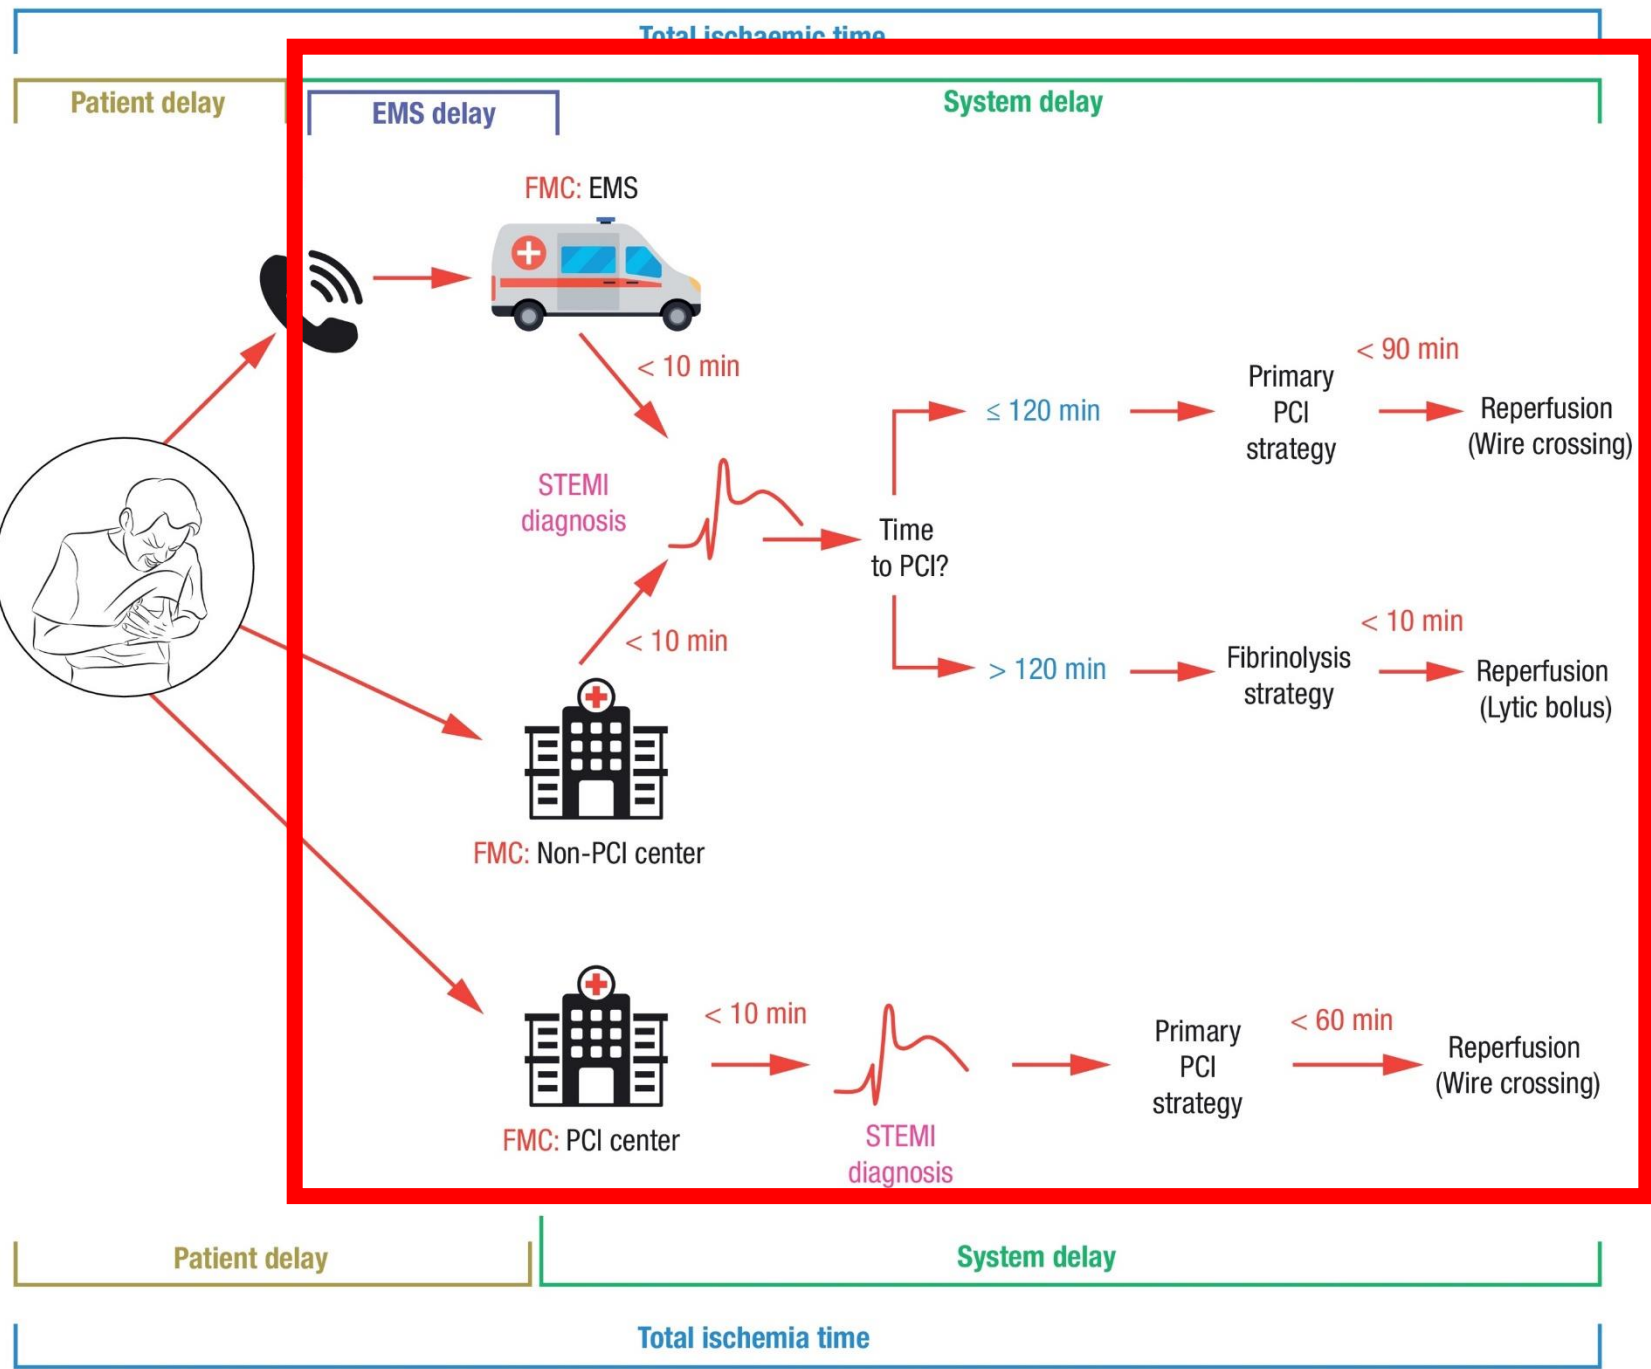 Total ischaemic time
Patient delay
EMS delay
System delay
FMC: EMS
< 10 min
STEMI
diagnosis
< 10 min
Time
to PCI?
≤ 120 min
Primary
PCI
strategy
< 90 min
Reperfusion
(Wire crossing)
> 120 min
Fibrinolysis
strategy
< 10 min
Reperfusion
(Lytic bolus)
FMC: Non-PCI center
FMC: PCI center
< 10 min
STEMI
diagnosis
Primary
PCI
strategy
< 60 min
Reperfusion
(Wire crossing)
Patient delay
System delay
Total ischemia time